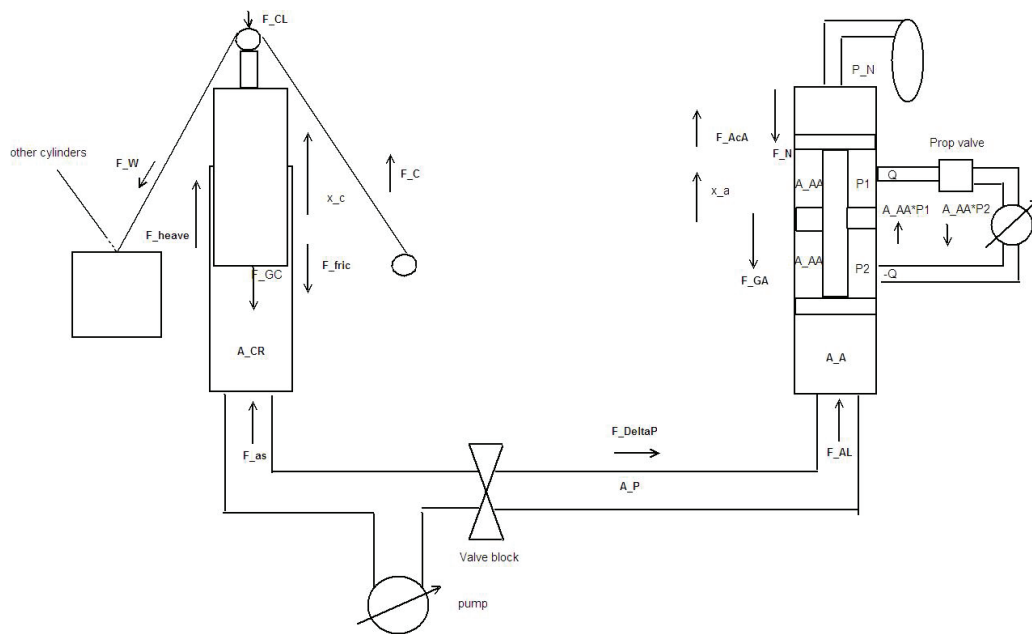 F_CL
P_N
other cylinders
F_W
F_C
F_AcA
F_N
Prop valve
A_AA
P1
Q
x_c
x_a
F_heave
A_AA*P1
A_AA*P2
F_fric
F_GC
A_AA
P2
F_GA
-Q
A_CR
A_A
F_DeltaP
F_as
F_AL
A_P
Valve block
pump